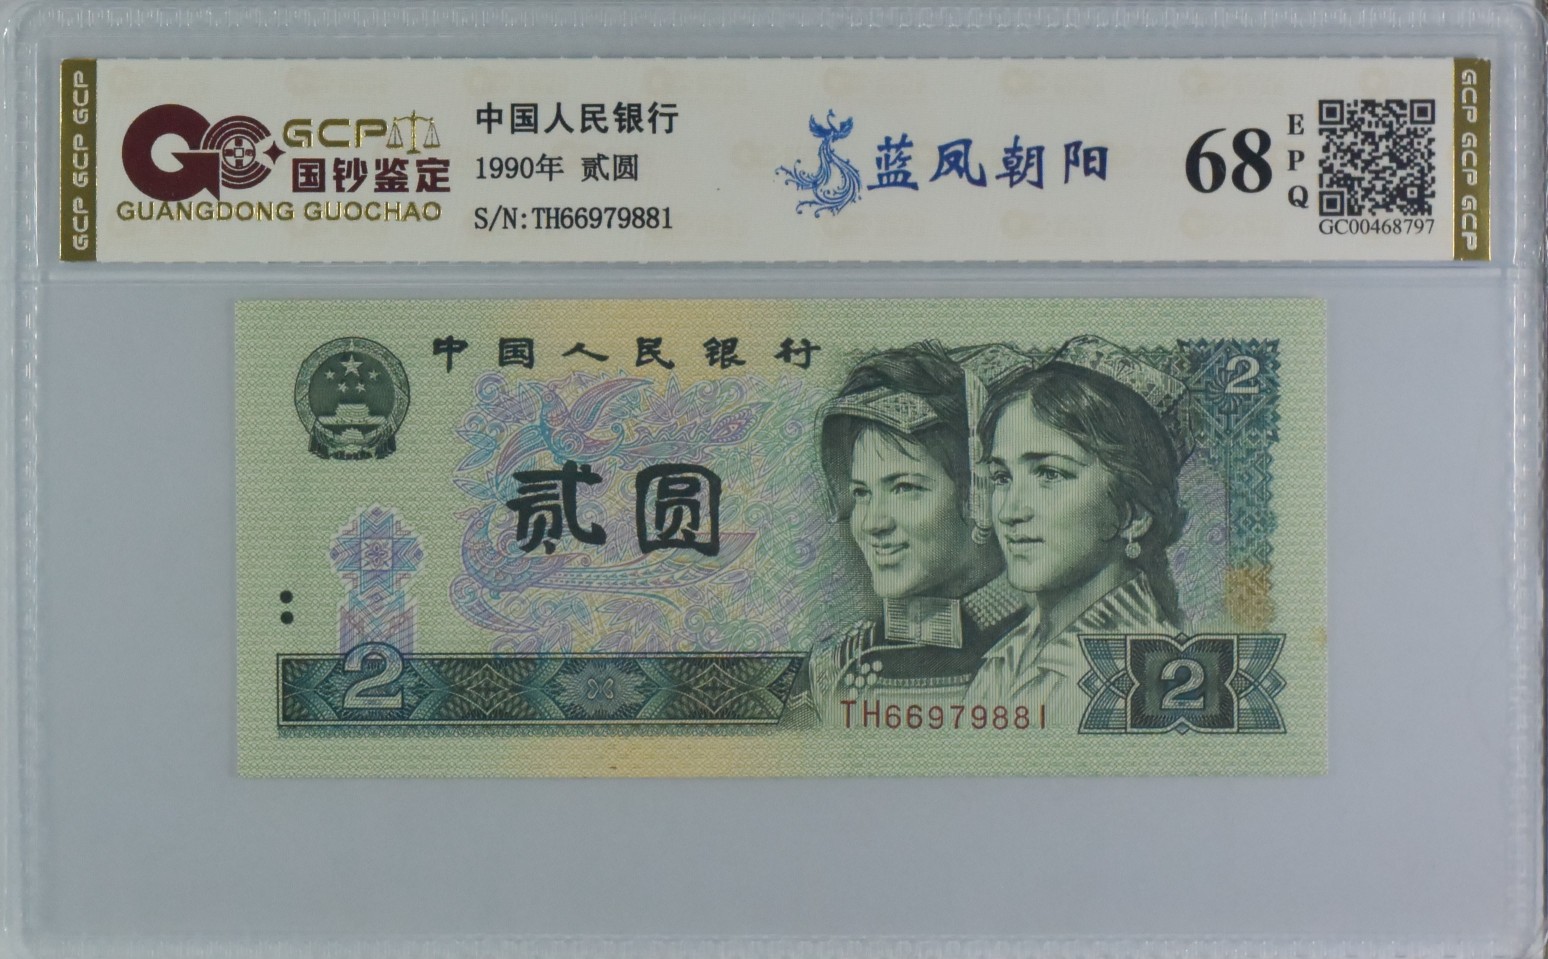 GCP GCP GCP
GCP
国钞鉴定
GUANGDONG GUOCHAO
中国人民银行
1990年 贰圆
S/N:TH66979881
蓝凤朝阳
68
EPQ
GC00468797
GCP GCP GCP
中国人民银行
2
贰圆
2
TH66979881
2